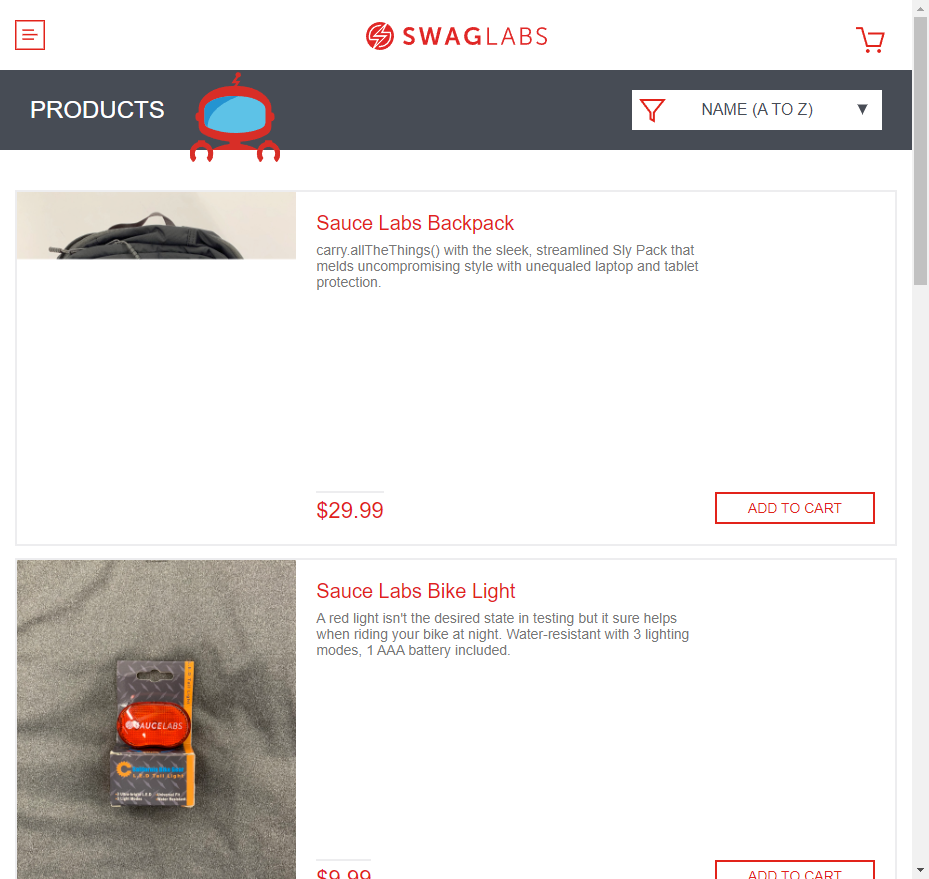 SWAGLABS
PRODUCTS
NAME (A TO Z)
Sauce Labs Backpack
carry.allTheThings() with the sleek, streamlined Sly Pack that
melds uncompromising style with unequaled laptop and tablet
protection.
$29.99
ADD TO CART
Sauce Labs Bike Light
A red light isn't the desired state in testing but it sure helps
when riding your bike at night. Water-resistant with 3 lighting
modes, 1 AAA battery included.
SAUCELABS
L.E.D Tail Light
$9.99
ADD TO CART